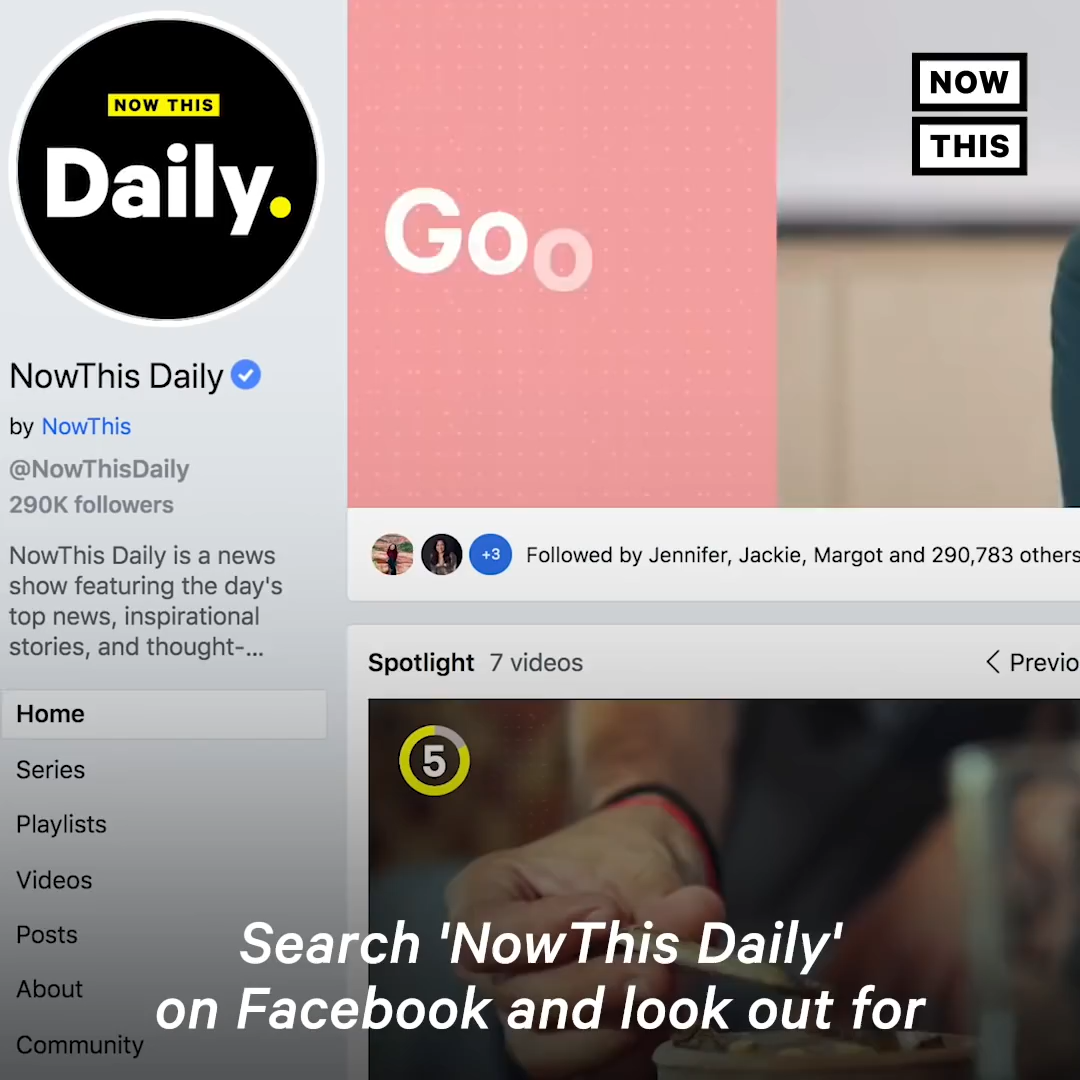 NOW THIS
Daily.
NowThis Daily
by NowThis
@NowThisDaily
290K followers
NowThis Daily is a news
show featuring the day's
top news, inspirational
stories, and thought-...
Home
Series
Playlists
Videos
Posts
About
Community
Goo
NOW
THIS
+3 Followed by Jennifer, Jackie, Margot and 290,783 others
Spotlight 7 videos
< Previo
5
Search 'NowThis Daily'
on Facebook and look out for